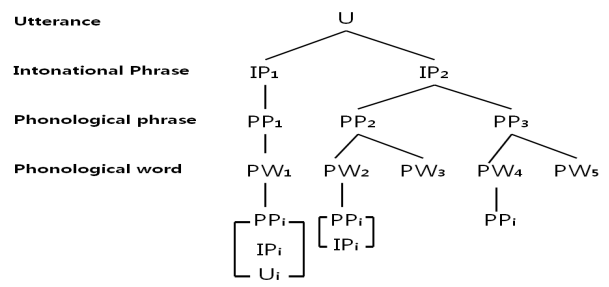 Utterance U
Intonational Phrase IP₁ IP₂
Phonological phrase PP₁ PP₂ PP₃
Phonological word PW₁ PW₂ PW₃ PW₄ PW₅
PPᵢ PPᵢ PPᵢ
IPᵢ IPᵢ
Uᵢ